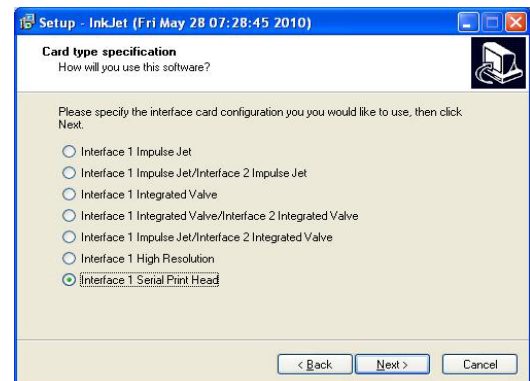 Setup - InkJet (Fri May 28 07:28:45 2010)
Card type specification
How will you use this software?
Please specify the interface card configuration you you would like to use, then click
Next.
Interface 1 Impulse Jet
Interface 1 Impulse Jet/Interface 2 Impulse Jet
Interface 1 Integrated Valve
Interface 1 Integrated Valve/Interface 2 Integrated Valve
Interface 1 Impulse Jet/Interface 2 Integrated Valve
Interface 1 High Resolution
Interface 1 Serial Print Head
< Back
Next >
Cancel